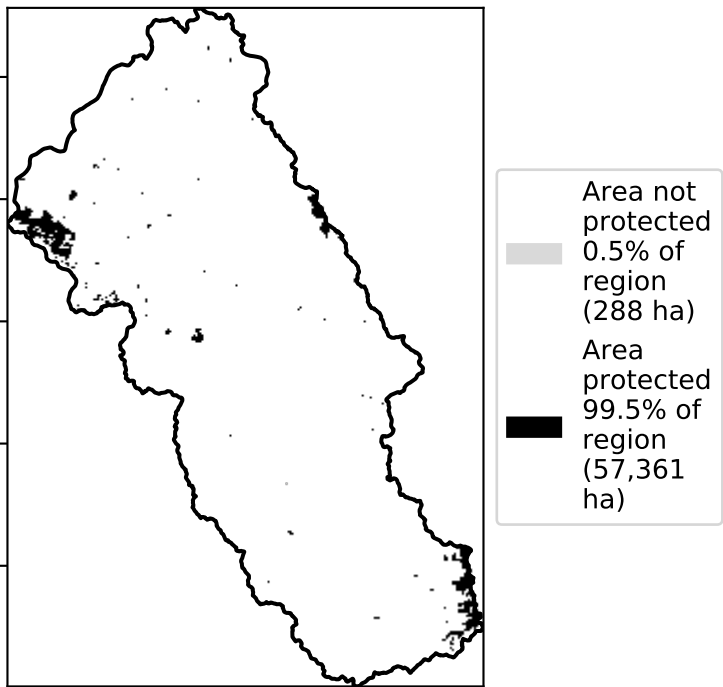 Area not
protected
0.5% of
region
(288 ha)
Area
protected
99.5% of
region
(57,361
ha)